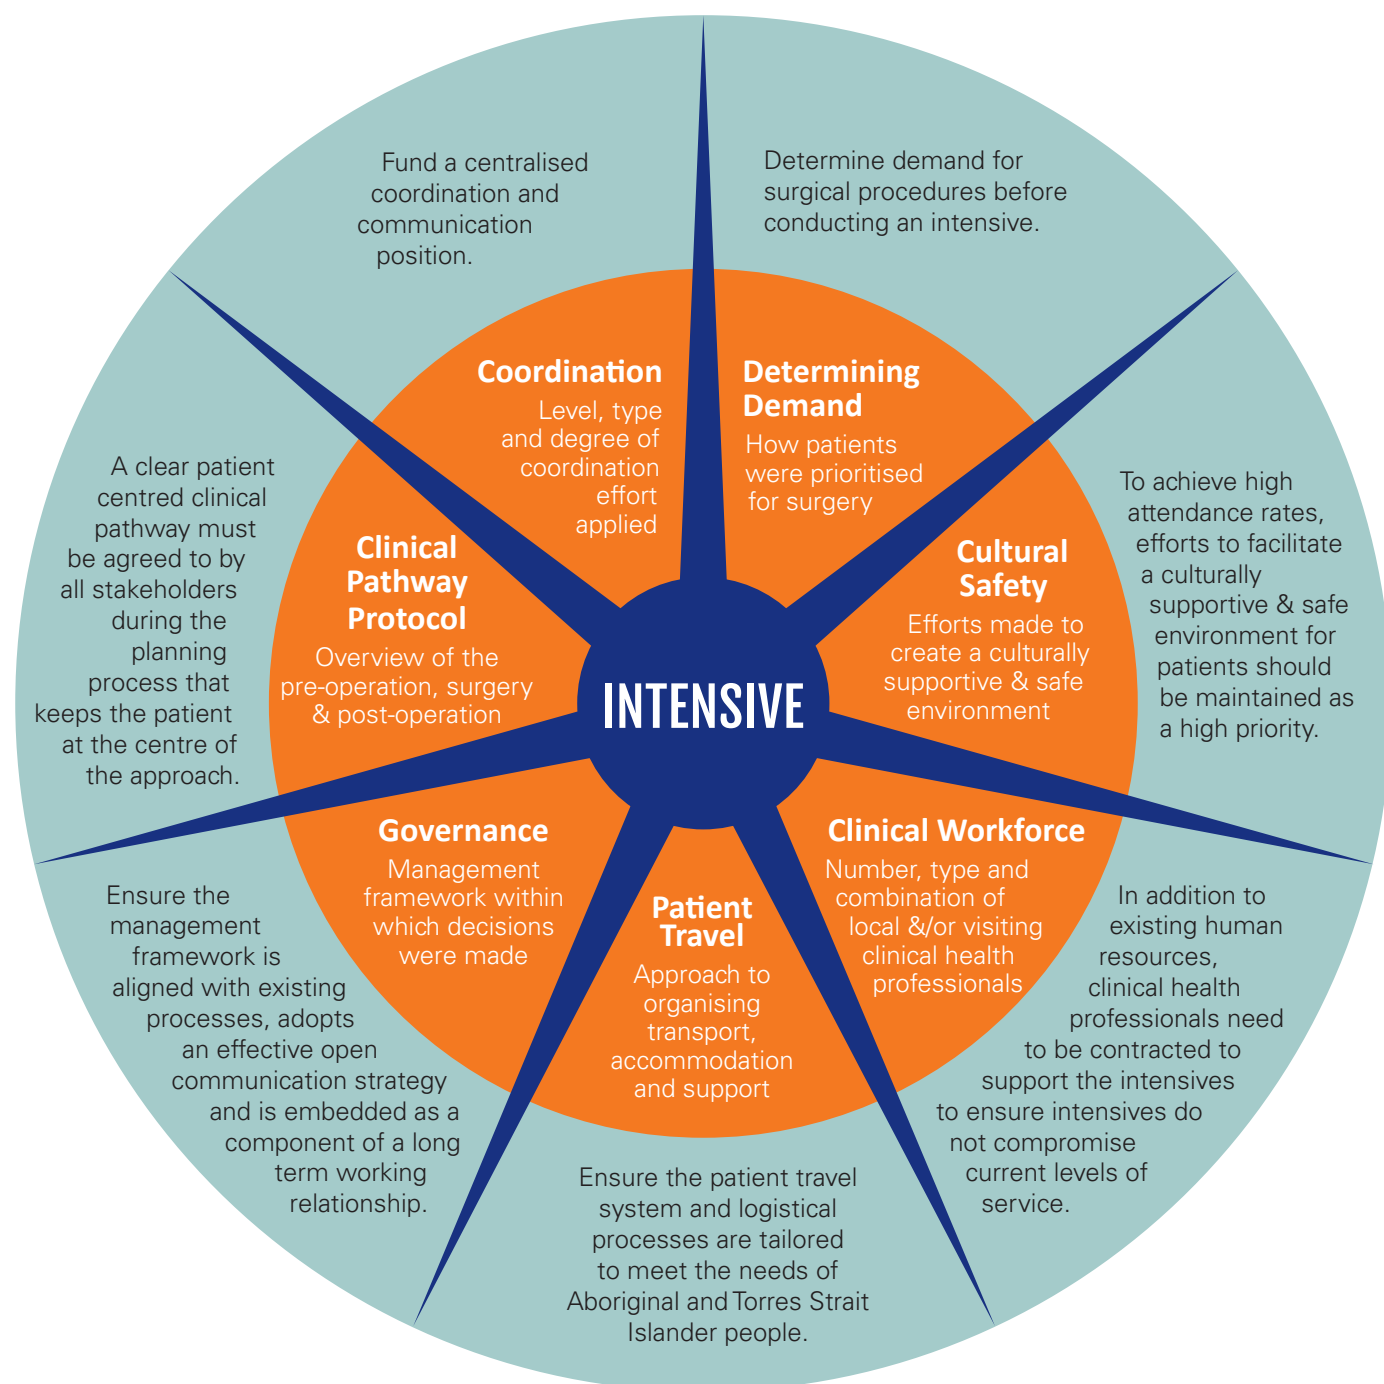 Fund a centralised
coordination and
communication
position.
Determine demand for
surgical procedures before
conducting an intensive.
Coordination
Level, type
and degree of
coordination
effort
applied
Determining
Demand
How patients
were prioritised
for surgery
A clear patient
centred clinical
pathway must
be agreed to by
all stakeholders
during the
planning
process that
keeps the patient
at the centre of
the approach.
Clinical
Pathway
Protocol
Overview of the
pre-operation, surgery
& post-operation
INTENSIVE
Cultural
Safety
Efforts made to
create a culturally
supportive & safe
environment
To achieve high
attendance rates,
efforts to facilitate
a culturally
supportive & safe
environment for
patients should
be maintained as
a high priority.
Governance
Management
framework within
which decisions
were made
Ensure the
management
framework is
aligned with existing
processes, adopts
an effective open
communication strategy
and is embedded as a
component of a long
term working
relationship.
Patient
Travel
Approach to
organising
transport,
accommodation
and support
Ensure the patient travel
system and logistical
processes are tailored
to meet the needs of
Aboriginal and Torres Strait
Islander people.
Clinical Workforce
Number, type and
combination of
local &/or visiting
clinical health
professionals
In addition to
existing human
resources,
clinical health
professionals need
to be contracted to
support the intensives
to ensure intensives do
not compromise
current levels of
service.